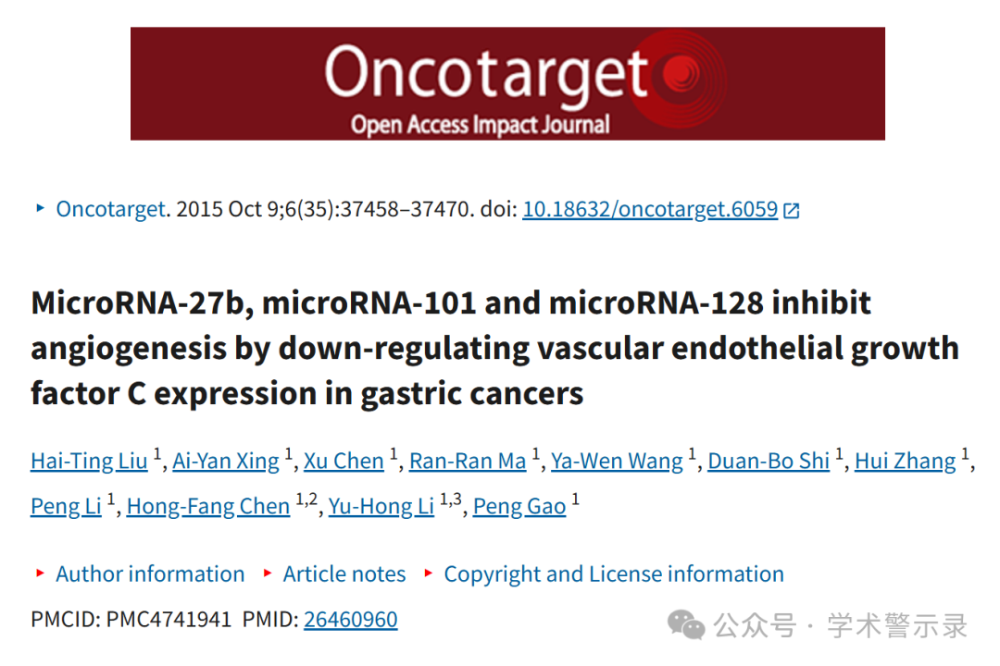 Oncotarget
Open Access Impact Journal
Oncotarget. 2015 Oct 9;6(35):37458–37470. doi: 10.18632/oncotarget.6059
MicroRNA-27b, microRNA-101 and microRNA-128 inhibit
angiogenesis by down-regulating vascular endothelial growth
factor C expression in gastric cancers
Hai-Ting Liu 1, Ai-Yan Xing 1, Xu Chen 1, Ran-Ran Ma 1, Ya-Wen Wang 1, Duan-Bo Shi 1, Hui Zhang 1,
Peng Li 1, Hong-Fang Chen 1,2, Yu-Hong Li 1,3, Peng Gao 1
Author information Article notes Copyright and License information
PMCID: PMC4741941 PMID: 26460960
公众号 · 学术警示录